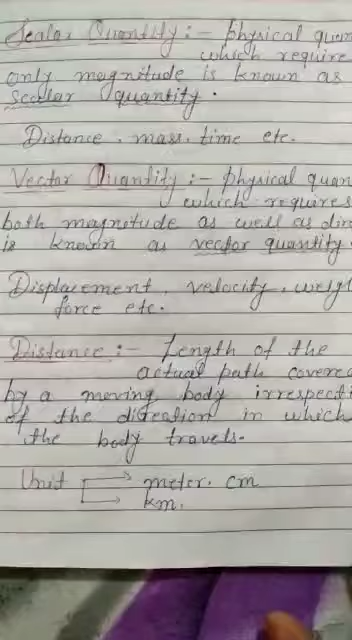 Scalar Quantity :- physical quan
which require
only magnitude is known as
scalar quantity.
Distance, mass, time etc.
Vector Quantity :- physical quan
which requires
both magnitude as well as dir
is known as vector quantity.
Displacement, velocity, weigh
force etc.
Distance :- Length of the
actual path covered
by a moving body irrespecti
of the direation in which
the body travels.
Unit → meter, cm
→ km.